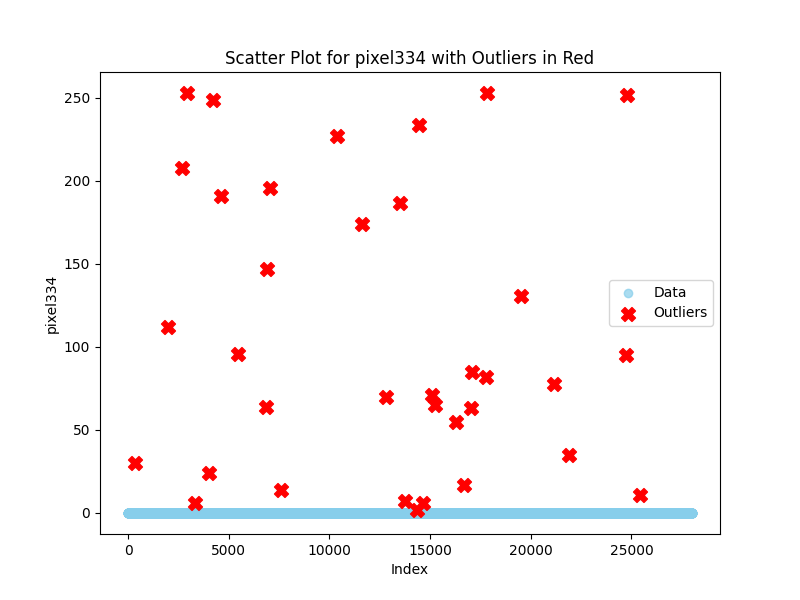 Scatter Plot for pixel334 with Outliers in Red
250
200
150
100
50
0
pixel334
Data
Outliers
0 5000 10000 15000 20000 25000
Index